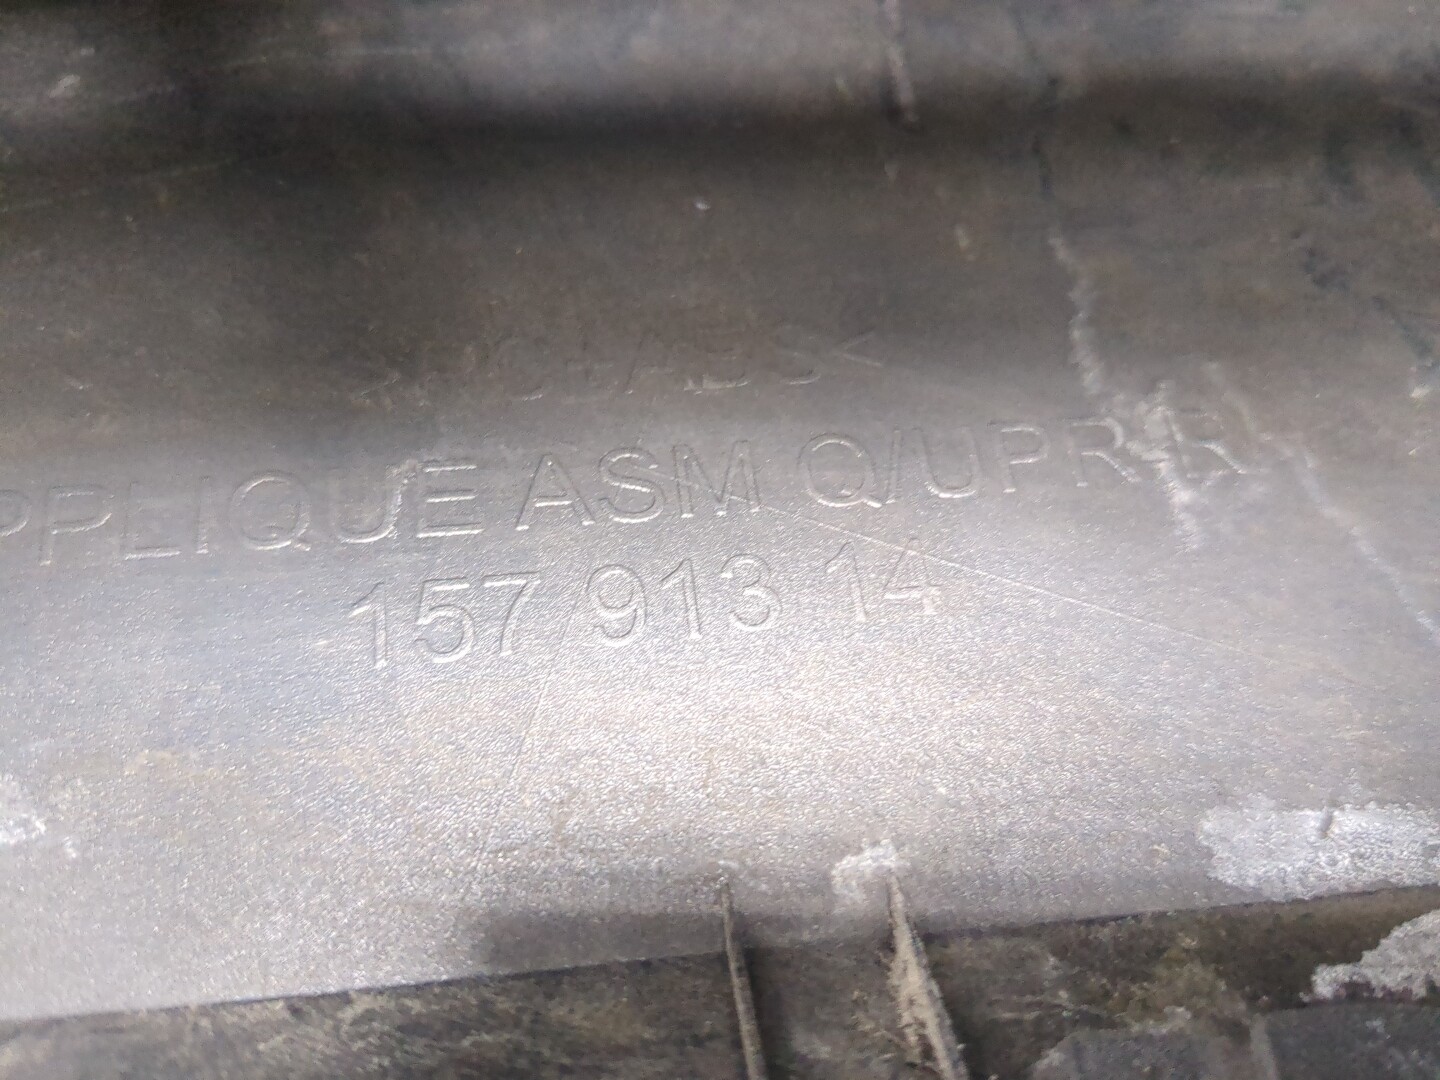 >PC+ABS<
PPLIQUE ASM Q/UPR R
157 913 14